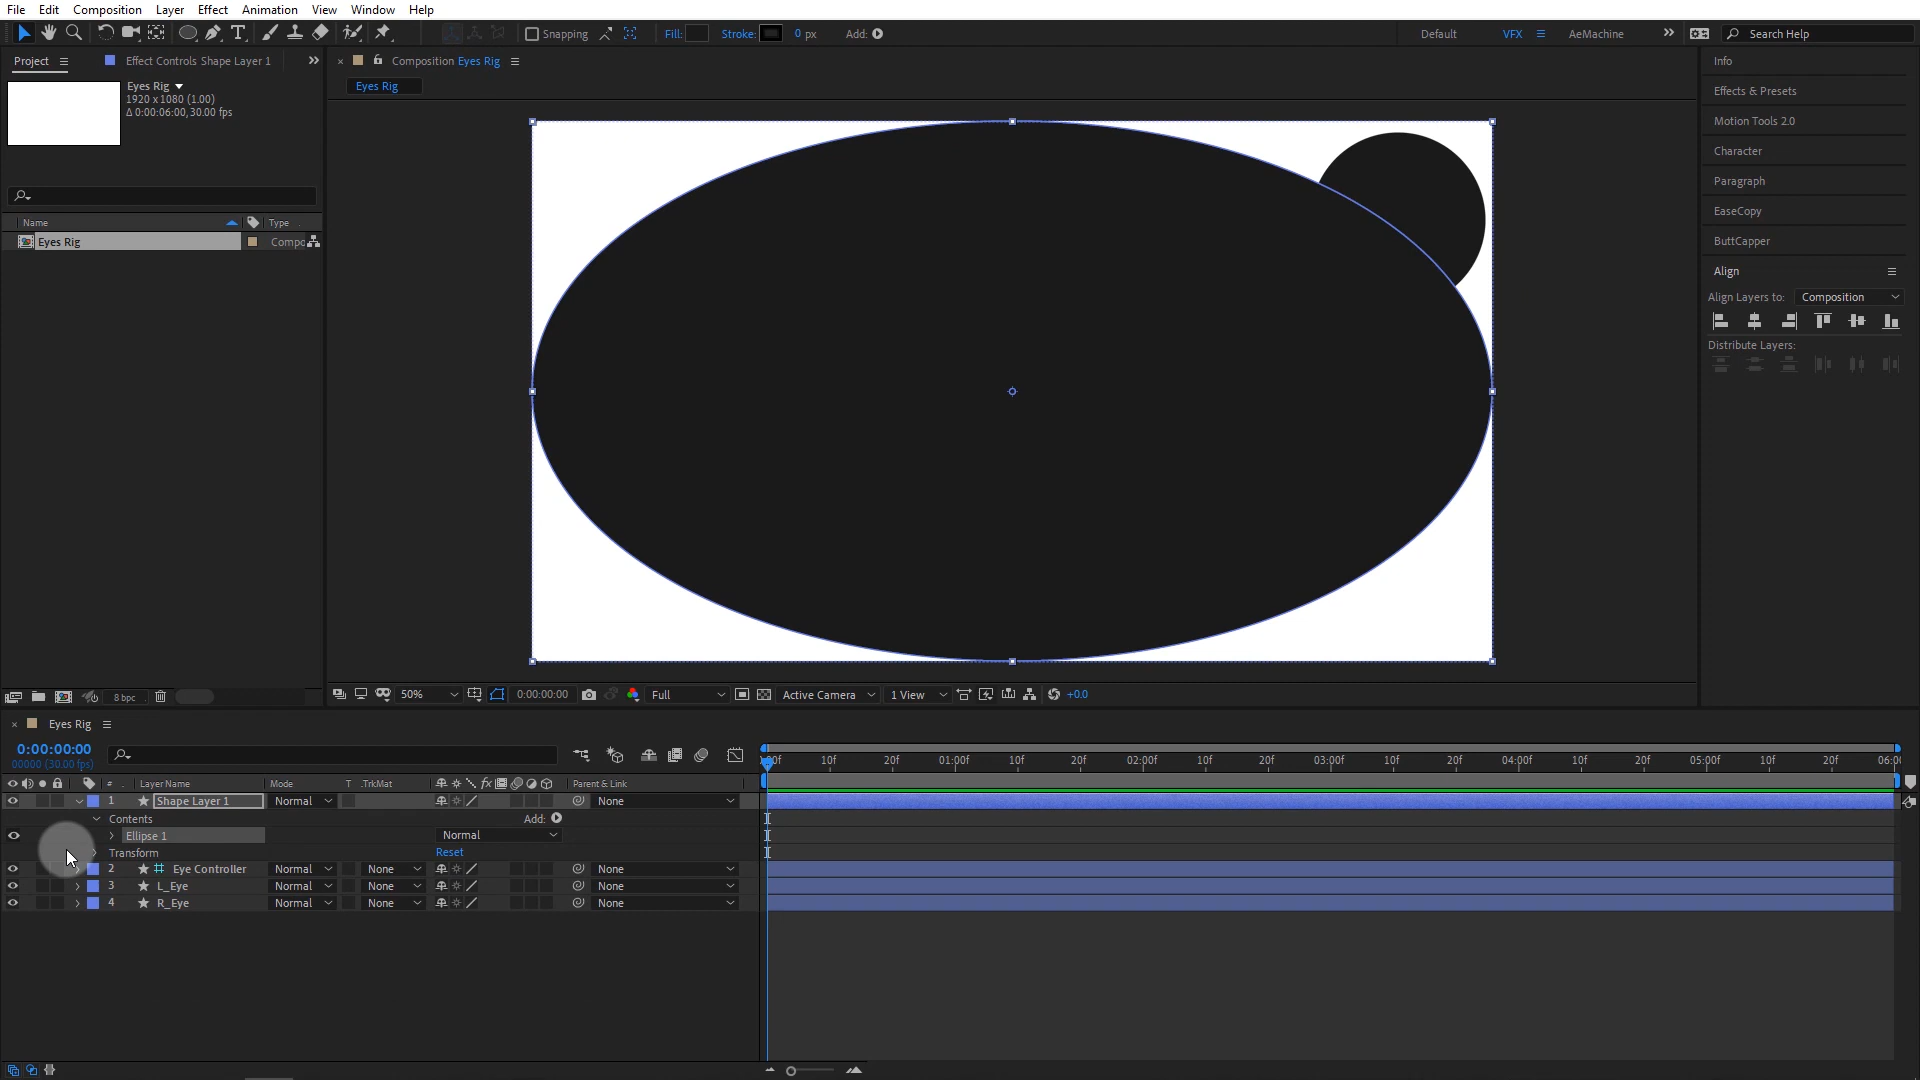 File Edit Composition Layer Effect Animation View Window Help
Snapping Fill: Stroke: 0 px Add: Default VFX AeMachine Search Help
Project Effect Controls Shape Layer 1 Composition Eyes Rig Info
Eyes Rig Eyes Rig
1920 x 1080 (1.00)
Δ 0:00:06:00, 30.00 fps
Effects & Presets
Motion Tools 2.0
Character
Paragraph
EaseCopy
ButtCapper
Align
Align Layers to: Composition
Distribute Layers:
Name Type
Eyes Rig Compo
8 bpc 50% 0:00:00:00 Full Active Camera 1 View +0.0
Eyes Rig
0:00:00:00
00000 (30.00 fps)
10f 20f 01:00f 10f 20f 02:00f 10f 20f 03:00f 10f 20f 04:00f 10f 20f 05:00f 10f 20f 06:00
# Layer Name Mode T .TrkMat Parent & Link
1 Shape Layer 1 Normal None
Contents Add:
Ellipse 1 Normal
Transform Reset
2 Eye Controller Normal None None
3 L_Eye Normal None None
4 R_Eye Normal None None